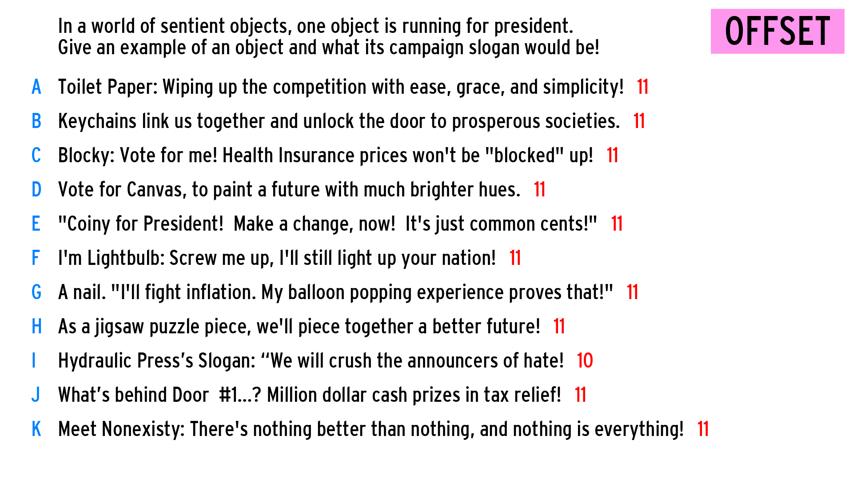 In a world of sentient objects, one object is running for president.
Give an example of an object and what its campaign slogan would be!
OFFSET
A Toilet Paper: Wiping up the competition with ease, grace, and simplicity! 11
B Keychains link us together and unlock the door to prosperous societies. 11
C Blocky: Vote for me! Health Insurance prices won't be "blocked" up! 11
D Vote for Canvas, to paint a future with much brighter hues. 11
E "Coiny for President!  Make a change, now!  It's just common cents!" 11
F I'm Lightbulb: Screw me up, I'll still light up your nation! 11
G A nail. "I'll fight inflation. My balloon popping experience proves that!" 11
H As a jigsaw puzzle piece, we'll piece together a better future! 11
I Hydraulic Press’s Slogan: “We will crush the announcers of hate! 10
J What’s behind Door  #1...? Million dollar cash prizes in tax relief! 11
K Meet Nonexisty: There's nothing better than nothing, and nothing is everything! 11